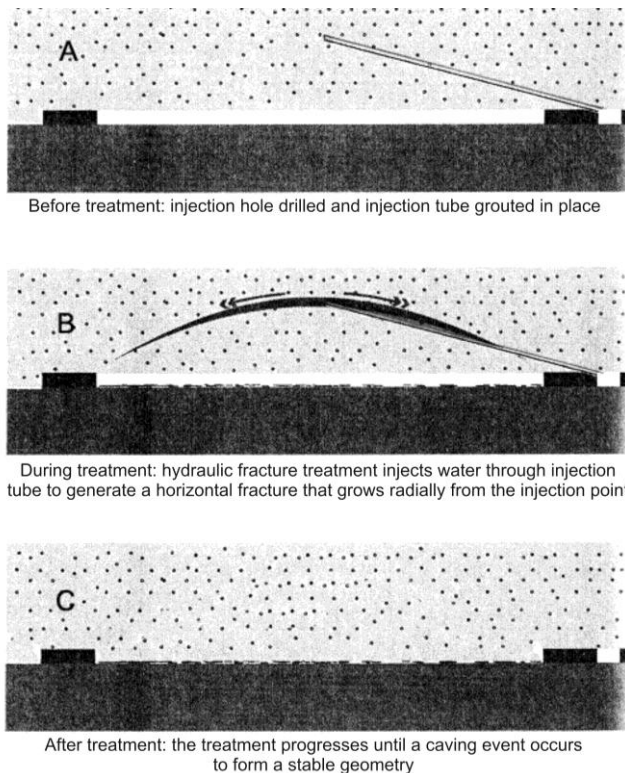 A
Before treatment: injection hole drilled and injection tube grouted in place
B
During treatment: hydraulic fracture treatment injects water through injection
tube to generate a horizontal fracture that grows radially from the injection point
C
After treatment: the treatment progresses until a caving event occurs
to form a stable geometry